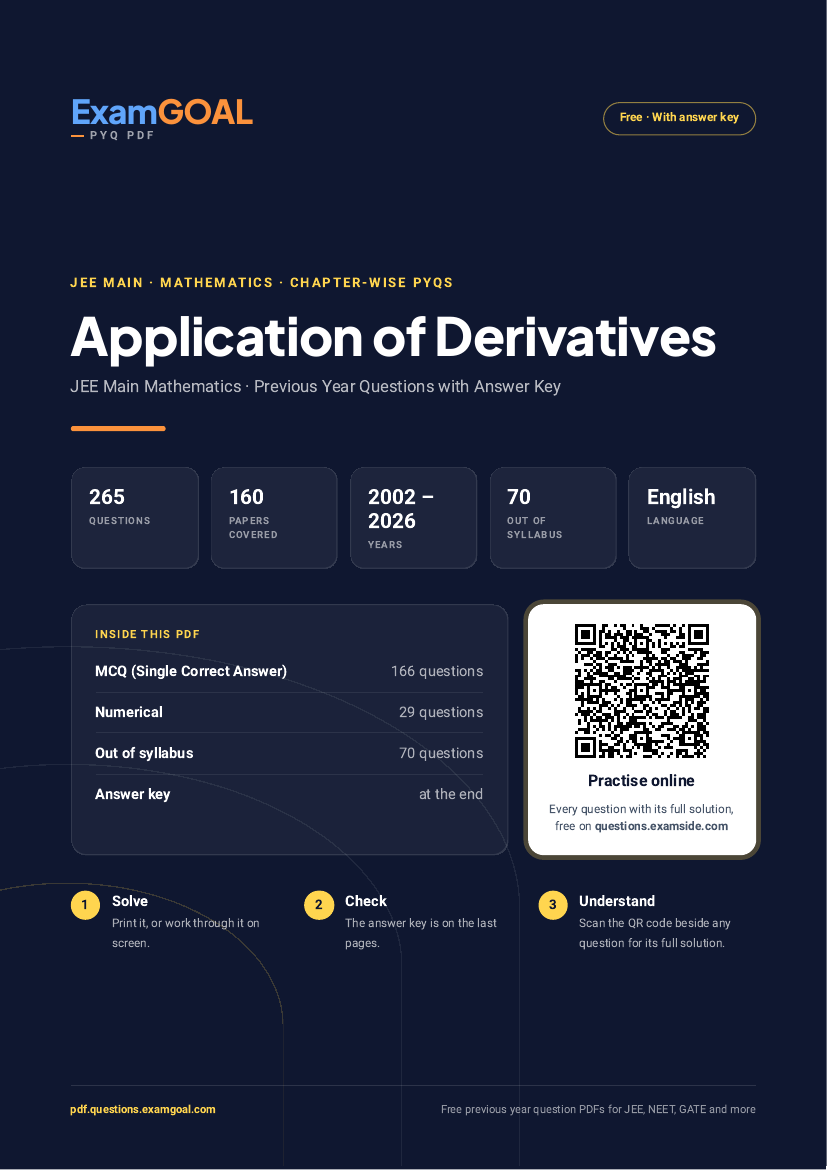 ExamGOAL
PYQ PDF
Free · With answer key
JEE MAIN · MATHEMATICS · CHAPTER-WISE PYQS
Application of Derivatives
JEE Main Mathematics · Previous Year Questions with Answer Key
265
QUESTIONS
160
PAPERS
COVERED
2002 –
2026
YEARS
70
OUT OF
SYLLABUS
English
LANGUAGE
INSIDE THIS PDF
MCQ (Single Correct Answer) 166 questions
Numerical 29 questions
Out of syllabus 70 questions
Answer key at the end
Practise online
Every question with its full solution,
free on questions.examside.com
1 Solve
Print it, or work through it on
screen.
2 Check
The answer key is on the last
pages.
3 Understand
Scan the QR code beside any
question for its full solution.
pdf.questions.examgoal.com
Free previous year question PDFs for JEE, NEET, GATE and more